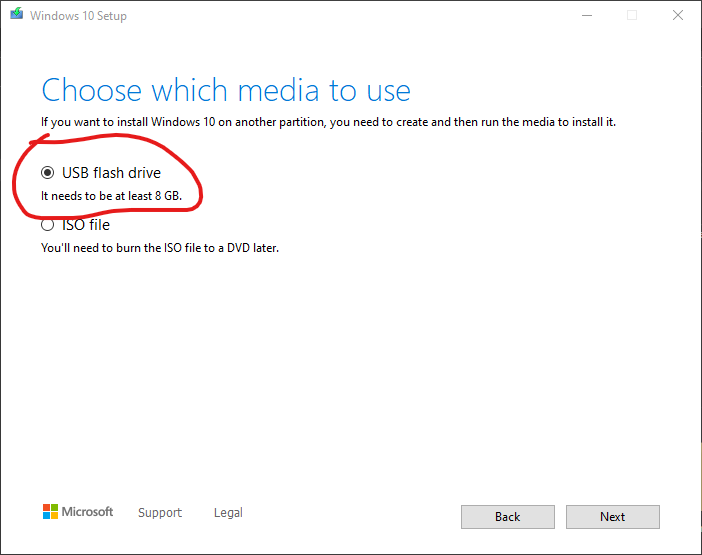 Windows 10 Setup
Choose which media to use
If you want to install Windows 10 on another partition, you need to create and then run the media to install it.
USB flash drive
It needs to be at least 8 GB.
ISO file
You'll need to burn the ISO file to a DVD later.
Microsoft Support Legal Back Next